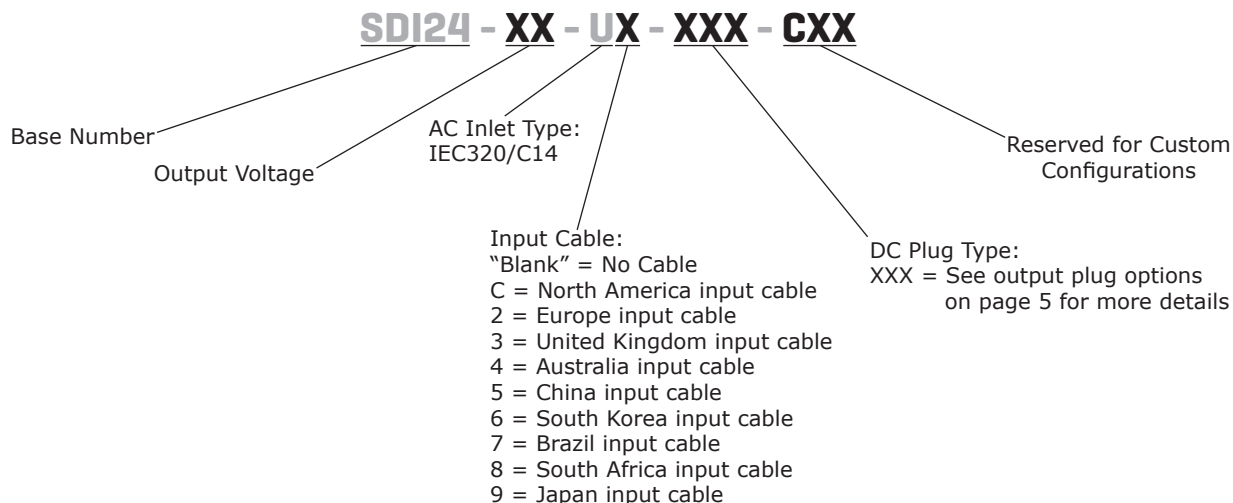 SDI24 - XX - UX - XXX - CXX
Base Number
Output Voltage
AC Inlet Type:
IEC320/C14
Input Cable:
“Blank” = No Cable
C = North America input cable
2 = Europe input cable
3 = United Kingdom input cable
4 = Australia input cable
5 = China input cable
6 = South Korea input cable
7 = Brazil input cable
8 = South Africa input cable
9 = Japan input cable
DC Plug Type:
XXX = See output plug options
on page 5 for more details
Reserved for Custom
Configurations